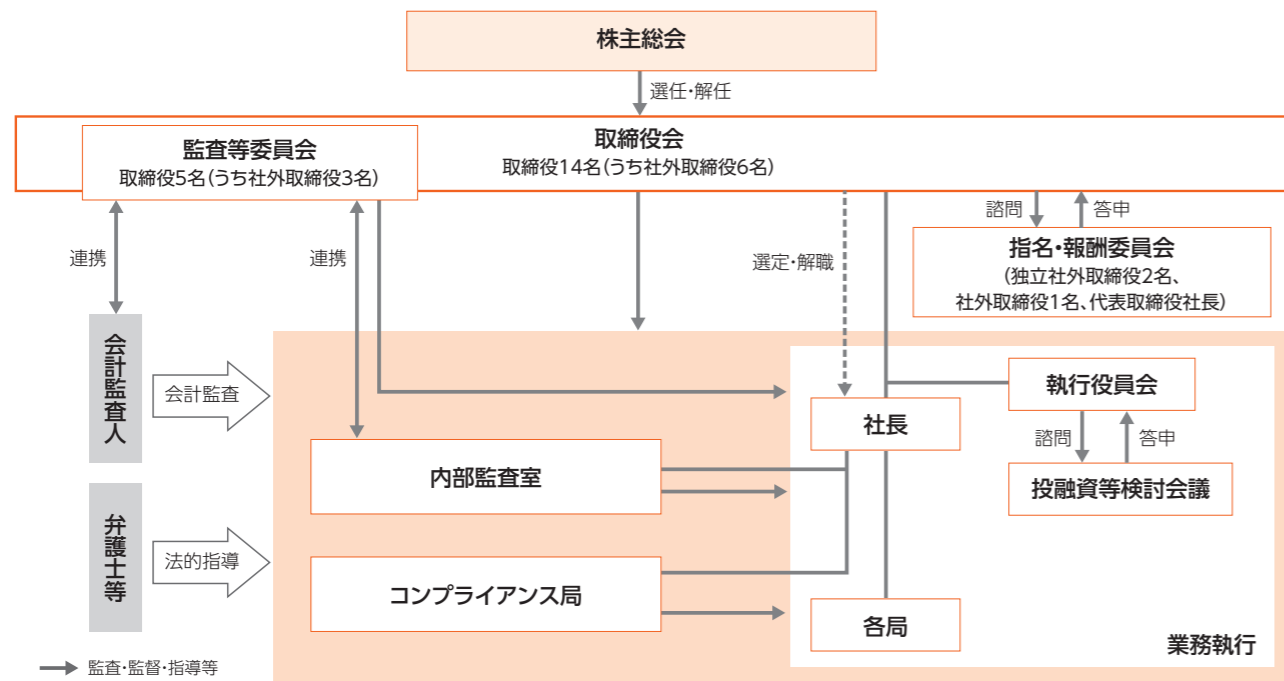 株主総会
選任・解任
取締役会
取締役14名(うち社外取締役6名)
監査等委員会
取締役5名(うち社外取締役3名)
連携
連携
選定・解職
諮問
答申
指名・報酬委員会
(独立社外取締役2名、
社外取締役1名、代表取締役社長)
会計監査人
会計監査
弁護士等
法的指導
内部監査室
コンプライアンス局
社長
各局
執行役員会
諮問
答申
投融資等検討会議
業務執行
監査・監督・指導等